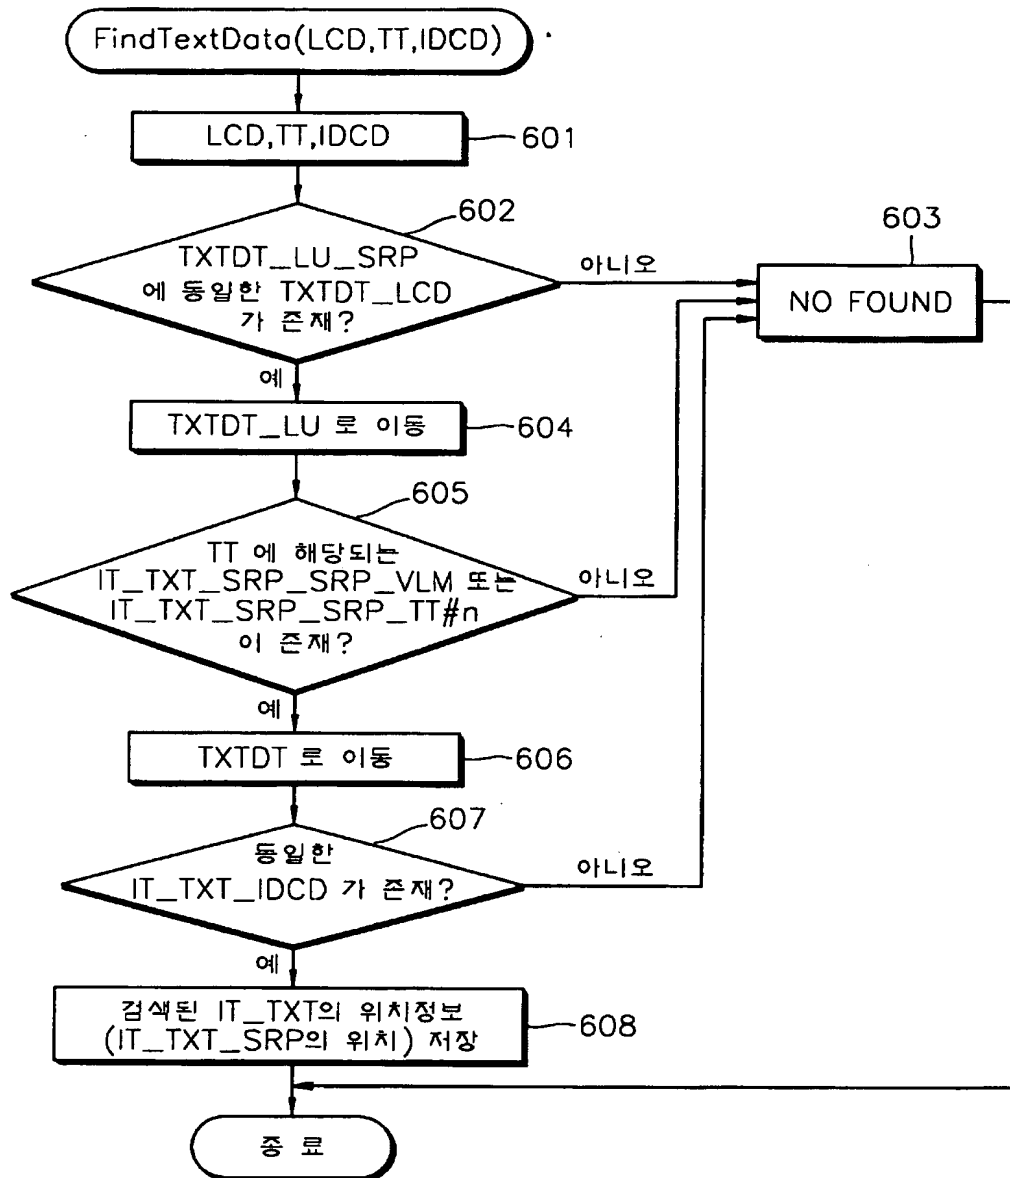 FindTextData(LCD,TT,IDCD)
LCD,TT,IDCD
601
602
TXTDT_LU_SRP
에 동일한 TXTDT_LCD
가 존재?
아니오
603
NO FOUND
예
TXTDT_LU 로 이동
604
605
TT 에 해당되는
IT_TXT_SRP_SRP_VLM 또는
IT_TXT_SRP_SRP_TT#n
이 존재?
아니오
예
TXTDT 로 이동
606
607
동일한
IT_TXT_IDCD 가 존재?
아니오
예
검색된 IT_TXT의 위치정보
(IT_TXT_SRP의 위치) 저장
608
종 료